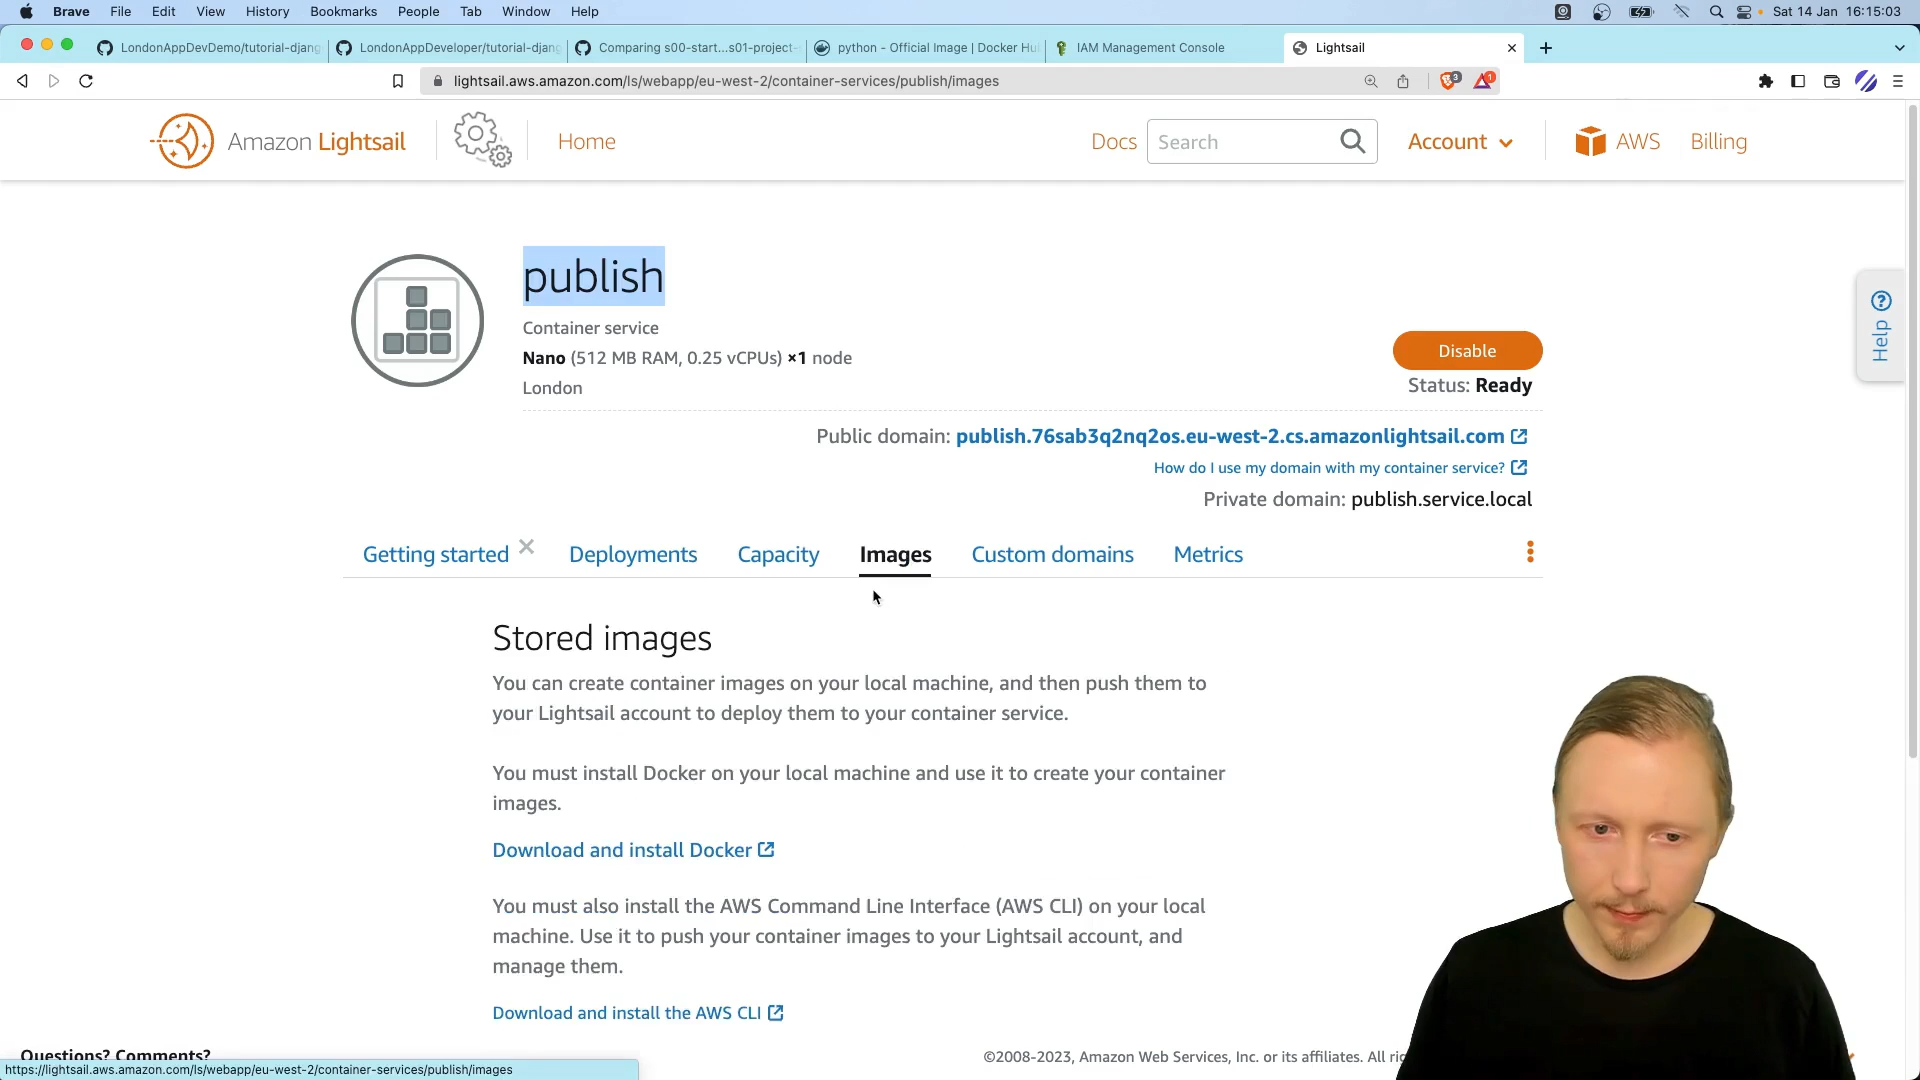 Brave File Edit View History Bookmarks People Tab Window Help Sat 14 Jan 16:15:03
LondonAppDevDemo/tutorial-djang LondonAppDeveloper/tutorial-djang Comparing s00-start...s01-project- python - Official Image | Docker Hu IAM Management Console Lightsail
lightsail.aws.amazon.com/ls/webapp/eu-west-2/container-services/publish/images 3 1
Amazon Lightsail Home Docs Search Account AWS Billing
publish
Container service
Nano (512 MB RAM, 0.25 vCPUs) ×1 node
London
Disable
Status: Ready
Help
Public domain: publish.76sab3q2nq2os.eu-west-2.cs.amazonlightsail.com
How do I use my domain with my container service?
Private domain: publish.service.local
Getting started Deployments Capacity Images Custom domains Metrics
Stored images
You can create container images on your local machine, and then push them to
your Lightsail account to deploy them to your container service.
You must install Docker on your local machine and use it to create your container
images.
Download and install Docker
You must also install the AWS Command Line Interface (AWS CLI) on your local
machine. Use it to push your container images to your Lightsail account, and
manage them.
Download and install the AWS CLI
Questions? Comments?
©2008-2023, Amazon Web Services, Inc. or its affiliates. All
https://lightsail.aws.amazon.com/ls/webapp/eu-west-2/container-services/publish/images